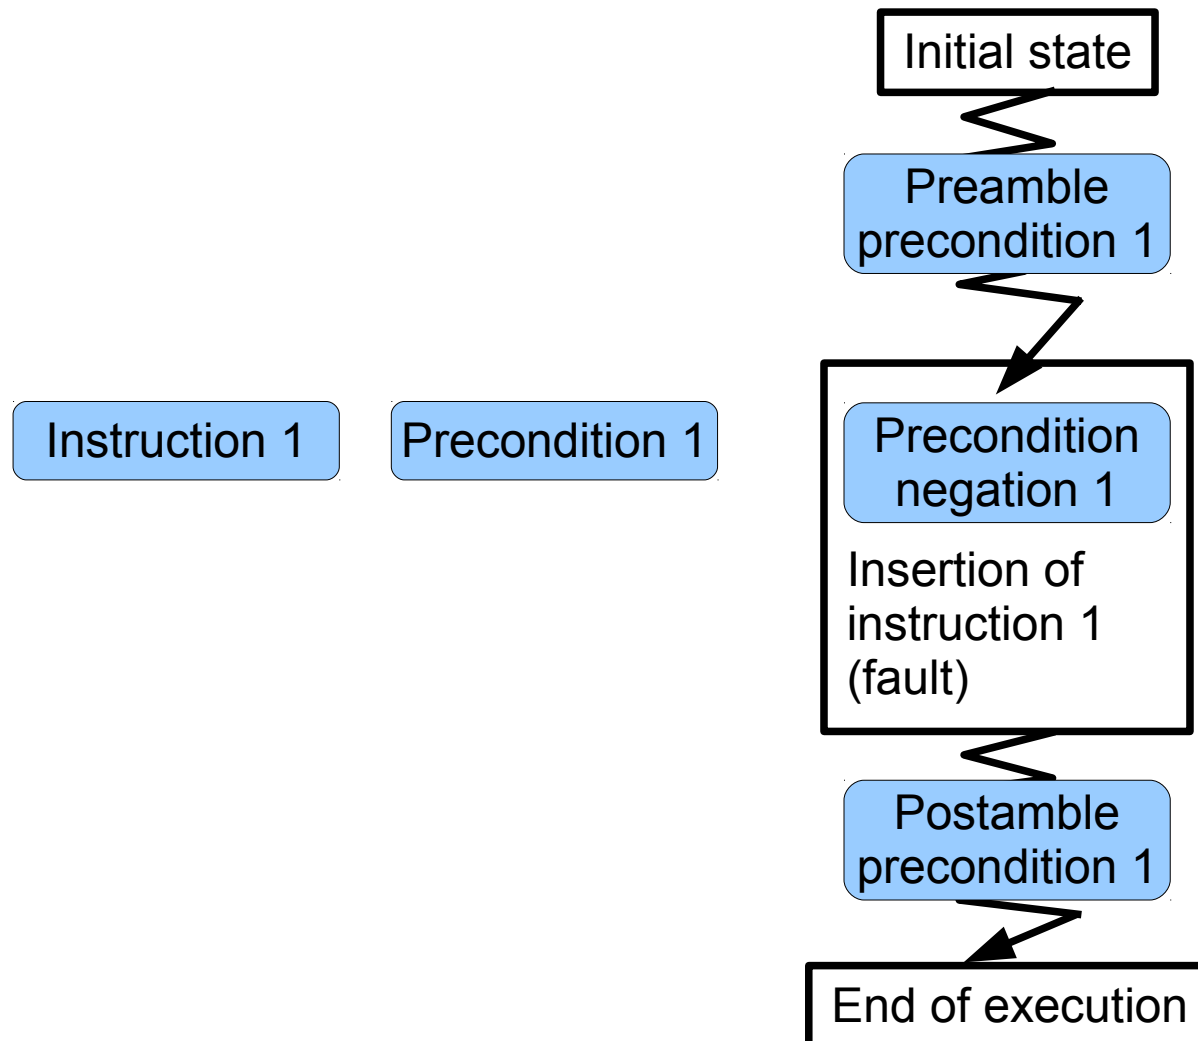 Initial state
Preamble
precondition 1
Instruction 1
Precondition 1
Precondition
negation 1
Insertion of
instruction 1
(fault)
Postamble
precondition 1
End of execution